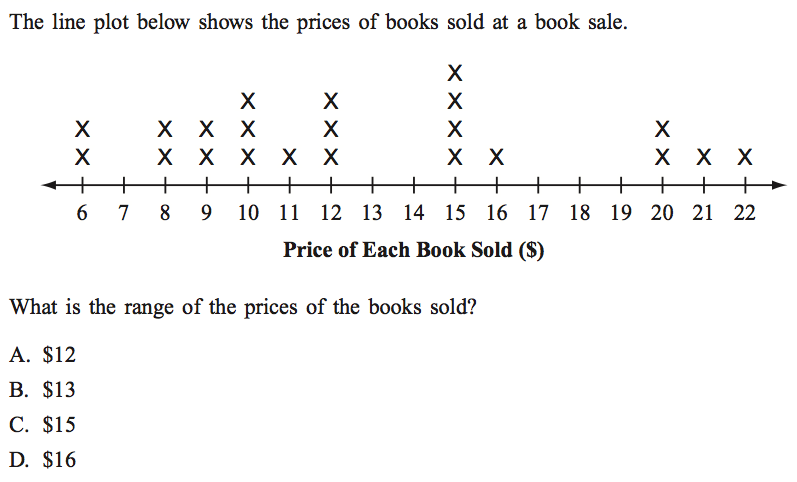 The line plot below shows the prices of books sold at a book sale.
X
X X X
X X X X X X X
X X X X X X X X X X X
6 7 8 9 10 11 12 13 14 15 16 17 18 19 20 21 22
Price of Each Book Sold ($)
What is the range of the prices of the books sold?
A. $12
B. $13
C. $15
D. $16